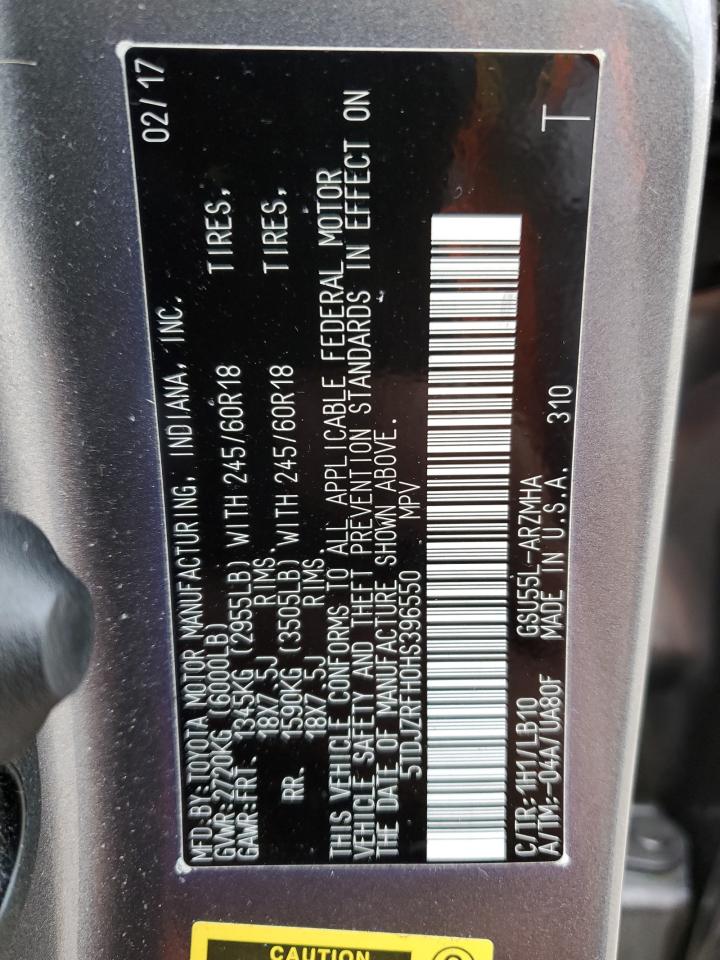 MFD.BY:TOYOTA MOTOR MANUFACTURING, INDIANA, INC. 02/17
GVWR:2720KG (6000LB)
GAWR:FRT. 1345KG (2955LB) WITH 245/60R18 TIRES,
18X7.5J RIMS.
RR. 1590KG (3505LB) WITH 245/60R18 TIRES,
18X7.5J RIMS.
THIS VEHICLE CONFORMS TO ALL APPLICABLE FEDERAL MOTOR
VEHICLE SAFETY AND THEFT PREVENTION STANDARDS IN EFFECT ON
THE DATE OF MANUFACTURE SHOWN ABOVE.
5TDJZRFH0HS396550 MPV
C/TR:1H1/LB10 GSU55L-ARZMHA
A/TM:-04A/UA80F MADE IN U.S.A. 310 T
CAUTION